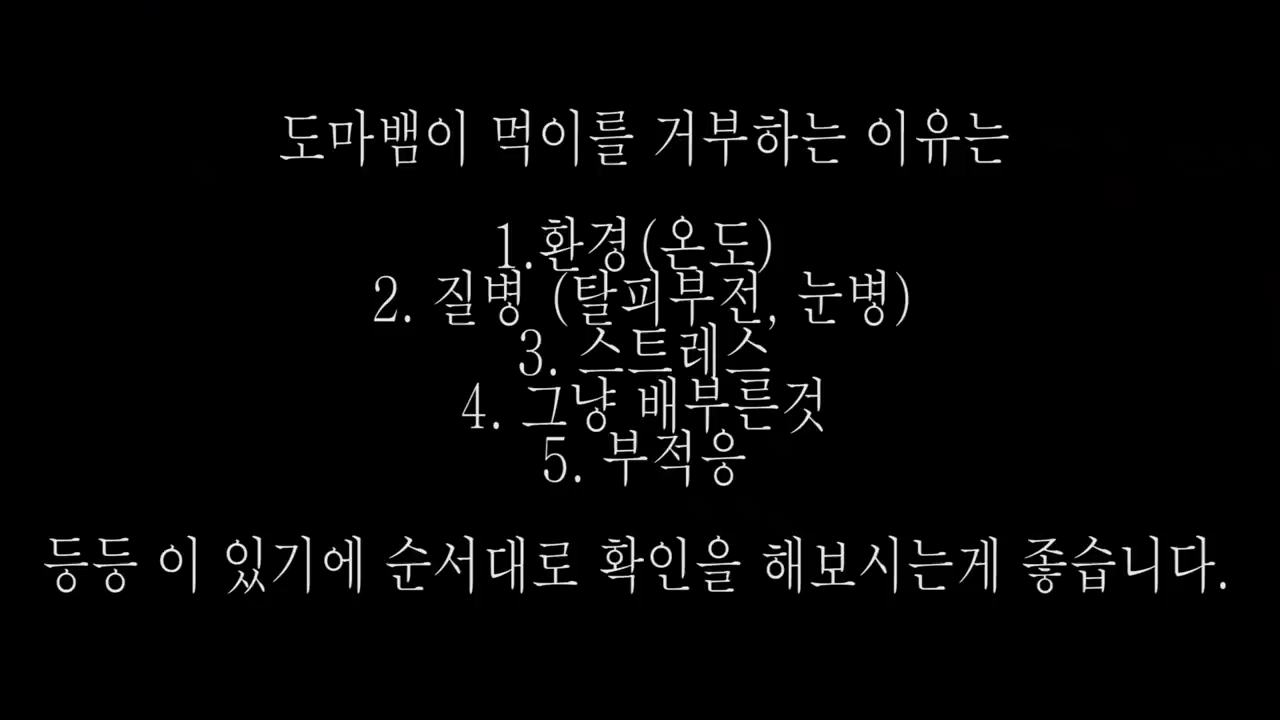 도마뱀이 먹이를 거부하는 이유는
1.환경(온도)
2. 질병 (탈피부전, 눈병)
3. 스트레스
4. 그냥 배부른것
5. 부적응
등등 이 있기에 순서대로 확인을 해보시는게 좋습니다.